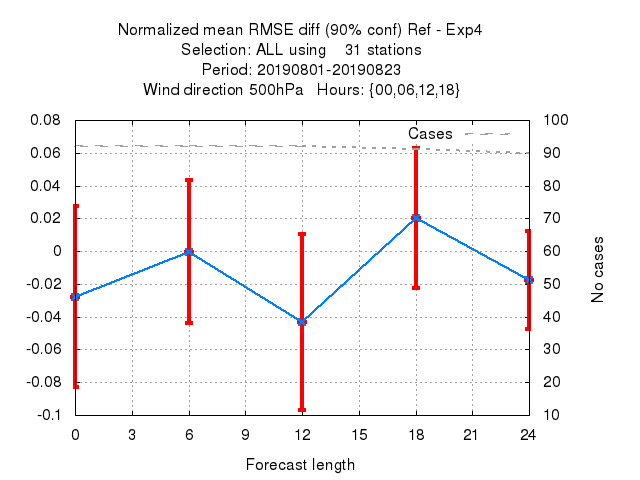 Normalized mean RMSE diff (90% conf) Ref - Exp4
Selection: ALL using 31 stations
Period: 20190801-20190823
Wind direction 500hPa Hours: {00,06,12,18}
0.08 100
Cases
0.06 90
0.04 80
0.02 70
0 60
-0.02 50
-0.04 40
-0.06 30
-0.08 20
-0.1 10
No cases
0 3 6 9 12 15 18 21 24
Forecast length